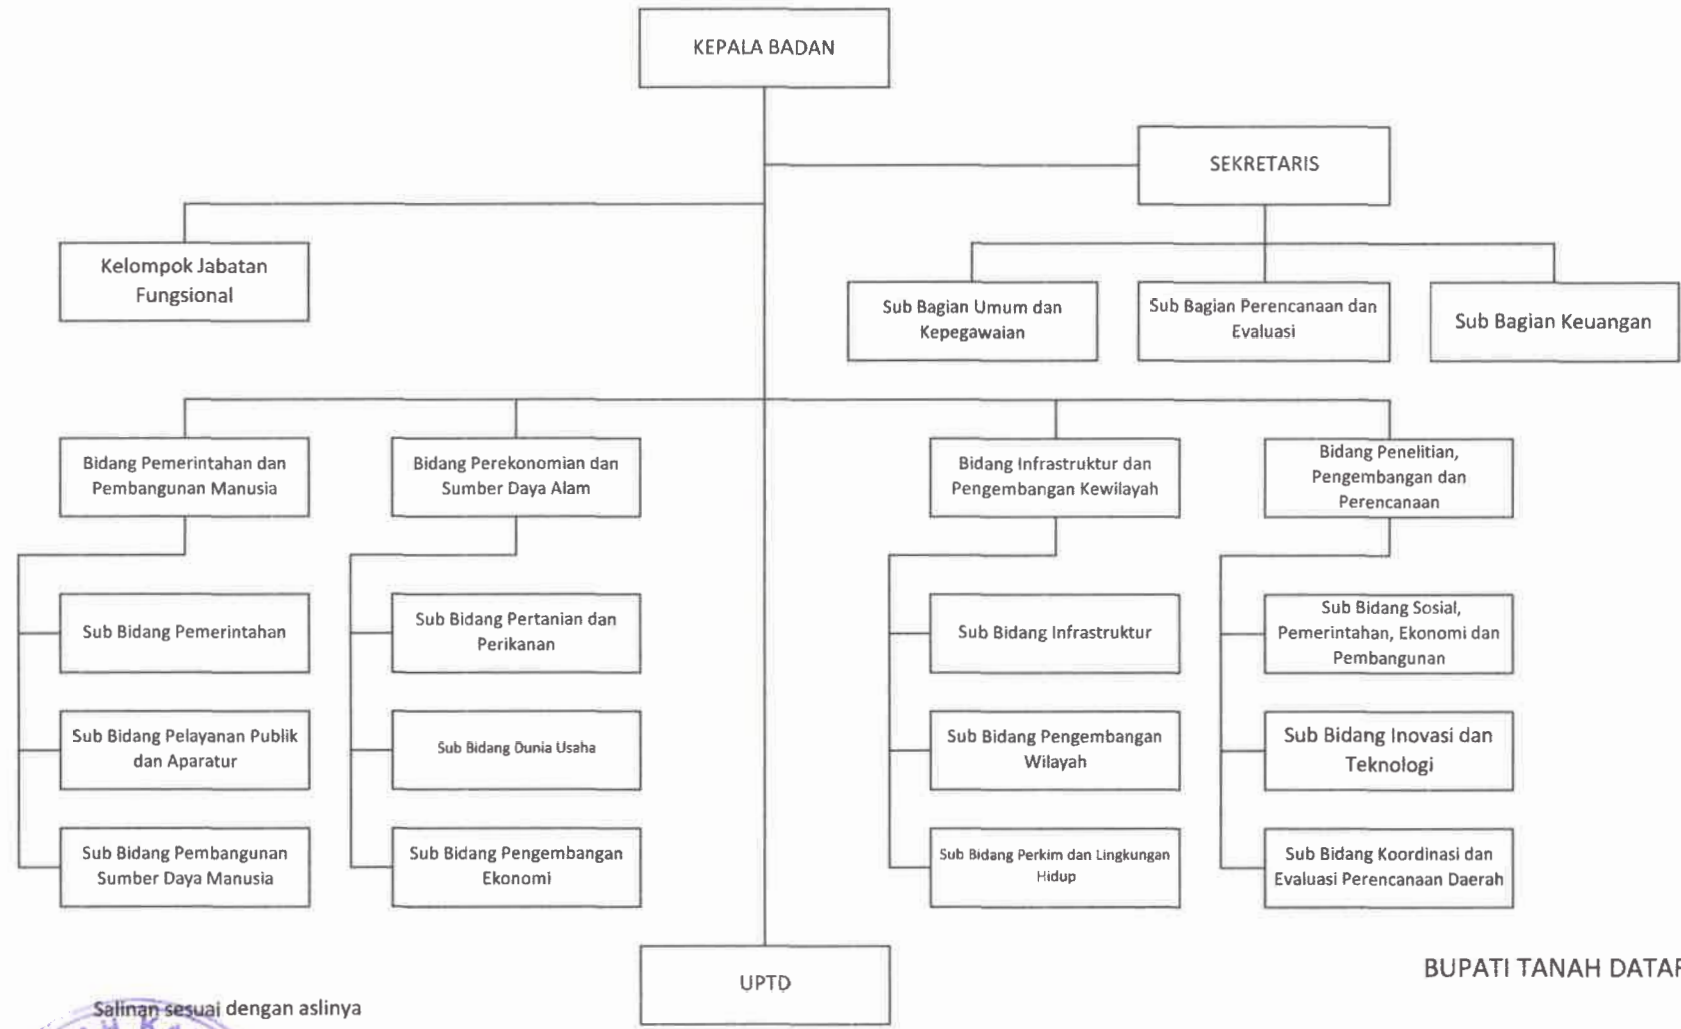 KEPALA BADAN
SEKRETARIS
Kelompok Jabatan
Fungsional
Sub Bagian Umum dan
Kepegawaian
Sub Bagian Perencanaan dan
Evaluasi
Sub Bagian Keuangan
Bidang Pemerintahan dan
Pembangunan Manusia
Bidang Perekonomian dan
Sumber Daya Alam
Bidang Infrastruktur dan
Pengembangan Kewilayah
Bidang Penelitian,
Pengembangan dan
Perencanaan
Sub Bidang Pemerintahan
Sub Bidang Pertanian dan
Perikanan
Sub Bidang Infrastruktur
Sub Bidang Sosial,
Pemerintahan, Ekonomi dan
Pembangunan
Sub Bidang Pelayanan Publik
dan Aparatur
Sub Bidang Dunia Usaha
Sub Bidang Pengembangan
Wilayah
Sub Bidang Inovasi dan
Teknologi
Sub Bidang Pembangunan
Sumber Daya Manusia
Sub Bidang Pengembangan
Ekonomi
Sub Bidang Perkim dan Lingkungan
Hidup
Sub Bidang Koordinasi dan
Evaluasi Perencanaan Daerah
UPTD
BUPATI TANAH DATAR
Salinan sesuai dengan aslinya